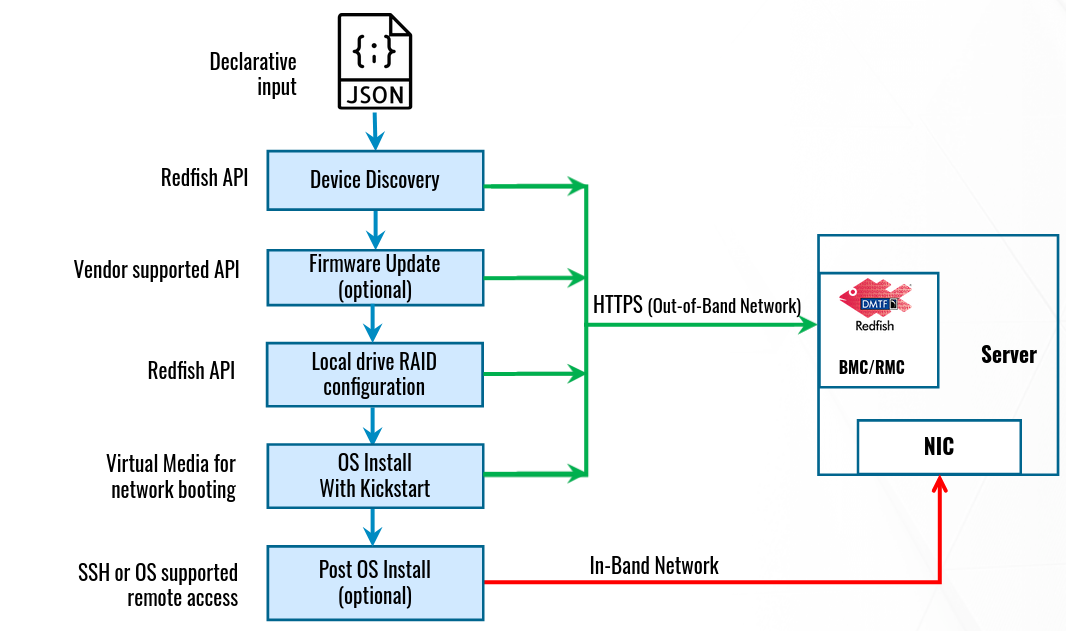 Declarative
input
{;}
JSON
Redfish API
Device Discovery
Vendor supported API
Firmware Update
(optional)
HTTPS (Out-of-Band Network)
DMTF
Redfish
BMC/RMC
Server
Redfish API
Local drive RAID
configuration
Virtual Media for
network booting
OS Install
With Kickstart
NIC
SSH or OS supported
remote access
Post OS Install
(optional)
In-Band Network